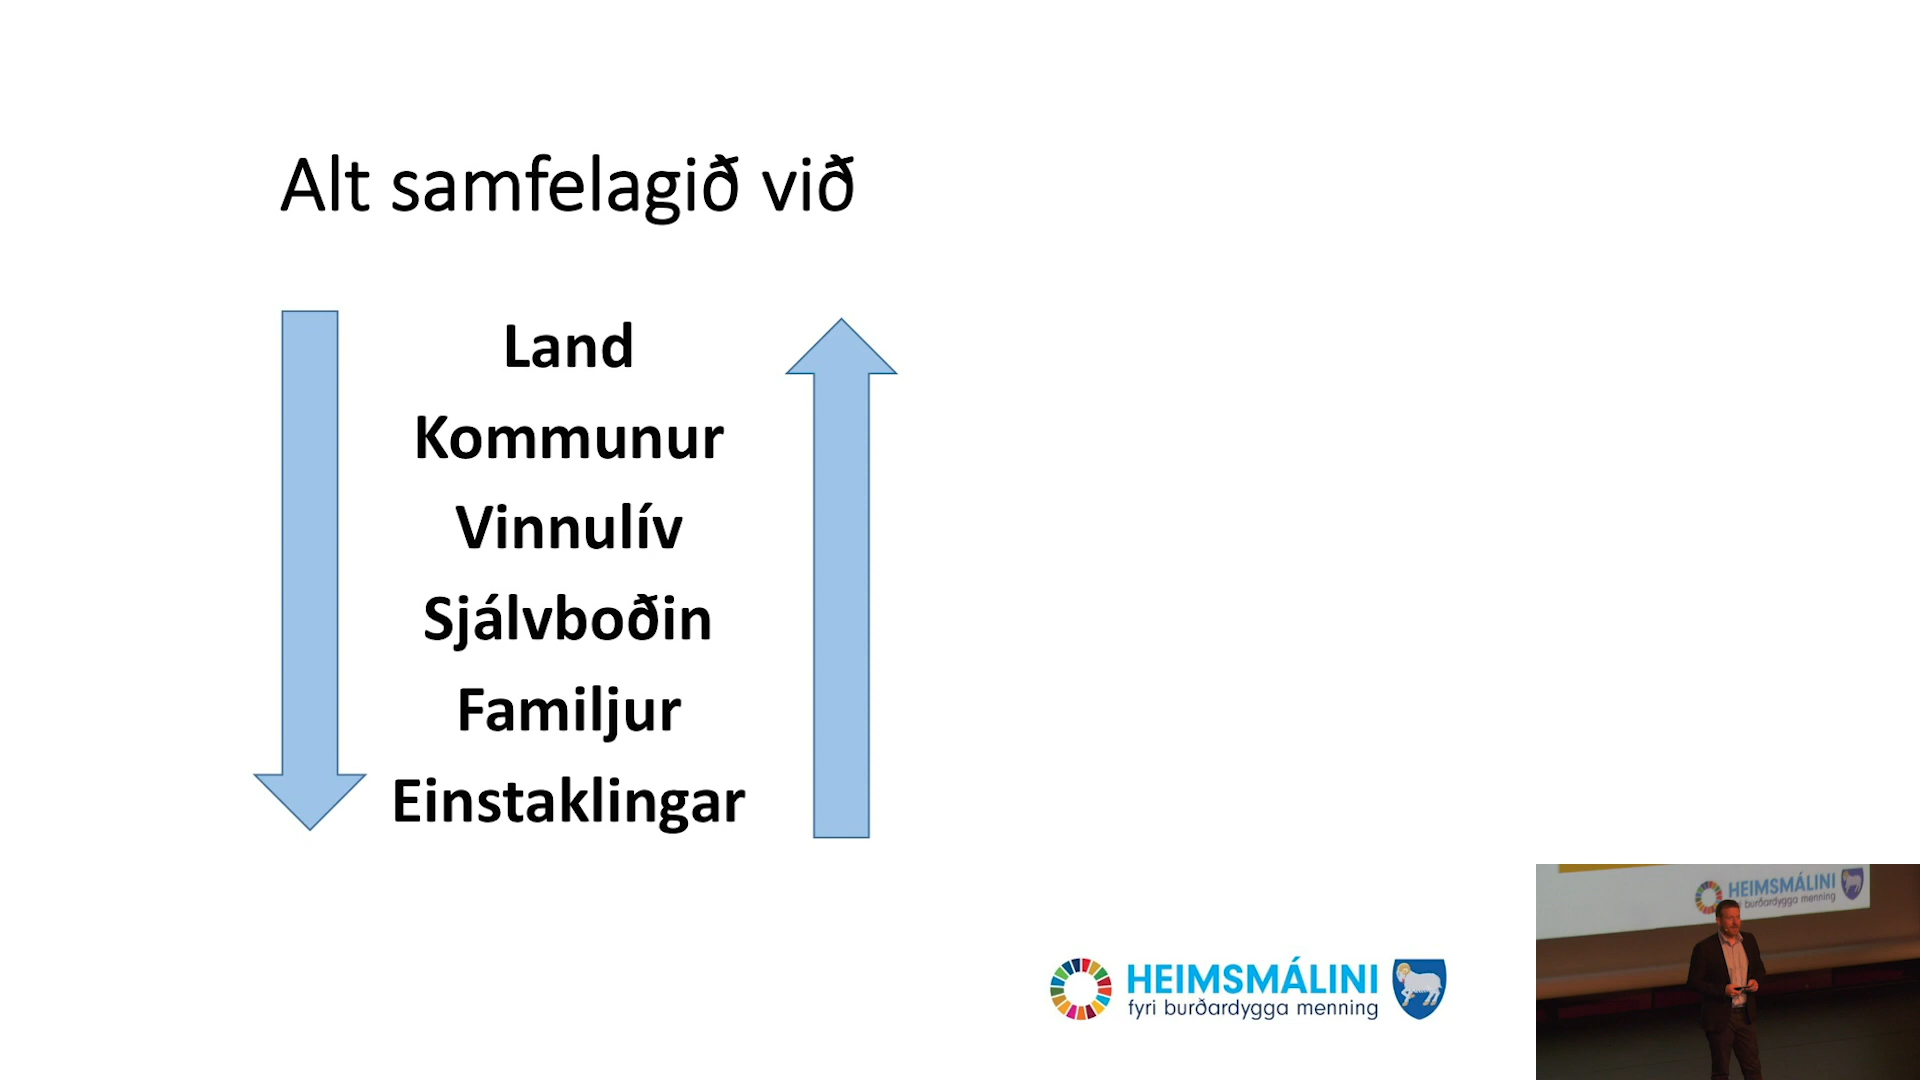 Alt samfelagið við
Land
Kommunur
Vinnulív
Sjálvboðin
Familjur
Einstaklingar
HEIMSMÁLINI
fyri burðardygga menning
HEIMSMÁLINI
burðardygga menning